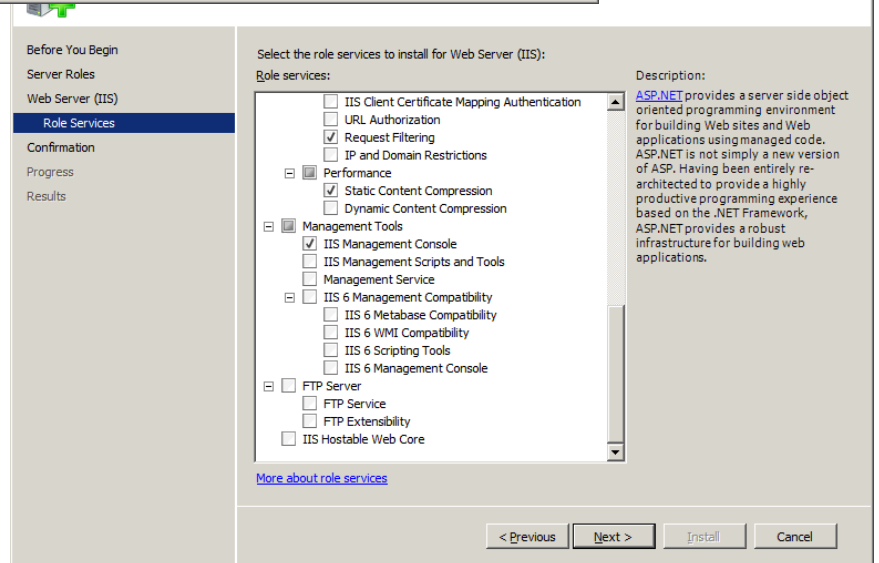 Before You Begin
Server Roles
Web Server (IIS)
Role Services
Confirmation
Progress
Results
Select the role services to install for Web Server (IIS):
Role services:
IIS Client Certificate Mapping Authentication
URL Authorization
Request Filtering
IP and Domain Restrictions
Performance
Static Content Compression
Dynamic Content Compression
Management Tools
IIS Management Console
IIS Management Scripts and Tools
Management Service
IIS 6 Management Compatibility
IIS 6 Metabase Compatibility
IIS 6 WMI Compatibility
IIS 6 Scripting Tools
IIS 6 Management Console
FTP Server
FTP Service
FTP Extensibility
IIS Hostable Web Core
More about role services
Description:
ASP.NET provides a server side object
oriented programming environment
for building Web sites and Web
applications using managed code.
ASP.NET is not simply a new version
of ASP. Having been entirely re-
architected to provide a highly
productive programming experience
based on the .NET Framework,
ASP.NET provides a robust
infrastructure for building web
applications.
< Previous
Next >
Install
Cancel